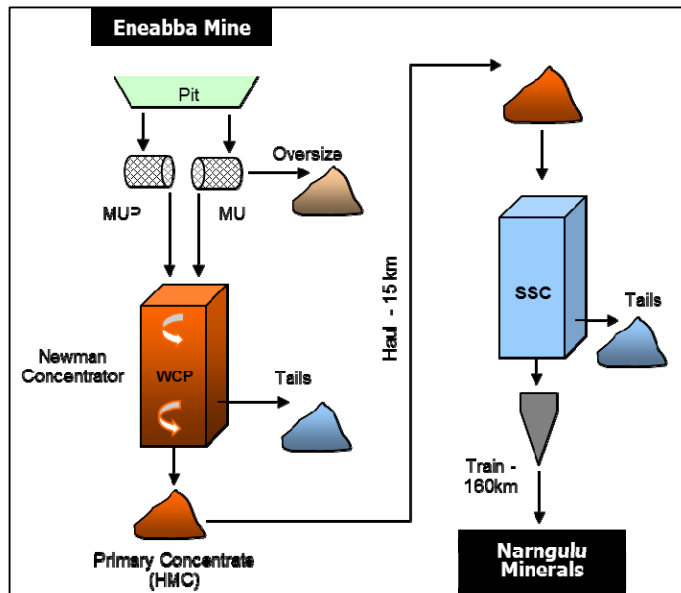 Eneabba Mine
Pit
Oversize
MUP
MU
Newman
Concentrator
WCP
Tails
Primary Concentrate
(HMC)
Haul - 15 km
SSC
Tails
Train -
160km
Narngulu
Minerals